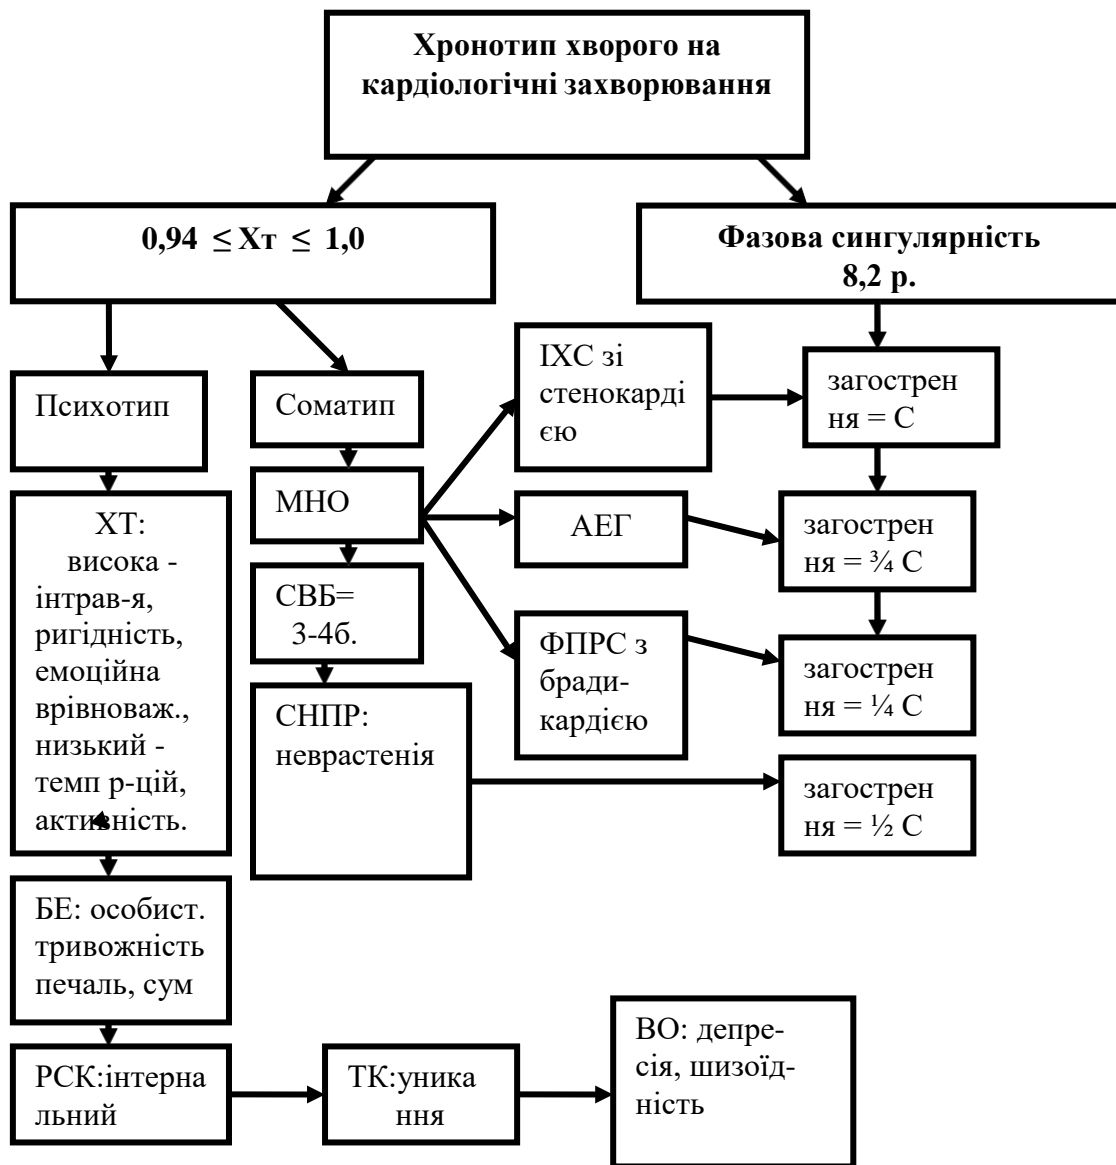 Хронотип хворого на
кардіологічні захворювання
0,94 ≤ Хт ≤ 1,0
Фазова сингулярність
8,2 р.
Психотип
Соматип
ІХС зі
стенокарді
єю
загострен
ня = С
МНО
АЕГ
загострен
ня = ¾ С
ХТ:
висока -
інтрав-я,
ригідність,
емоційна
врівноваж.,
низький -
темп р-цій,
активність.
СВБ=
3-4б.
ФПРС з
бради-
кардією
загострен
ня = ¼ С
СНПР:
неврастенія
загострен
ня = ½ С
БЕ: особист.
тривожність
печаль, сум
РСК:інтерна
льний
ТК:уника
ння
ВО: депре-
сія, шизоїд-
ність